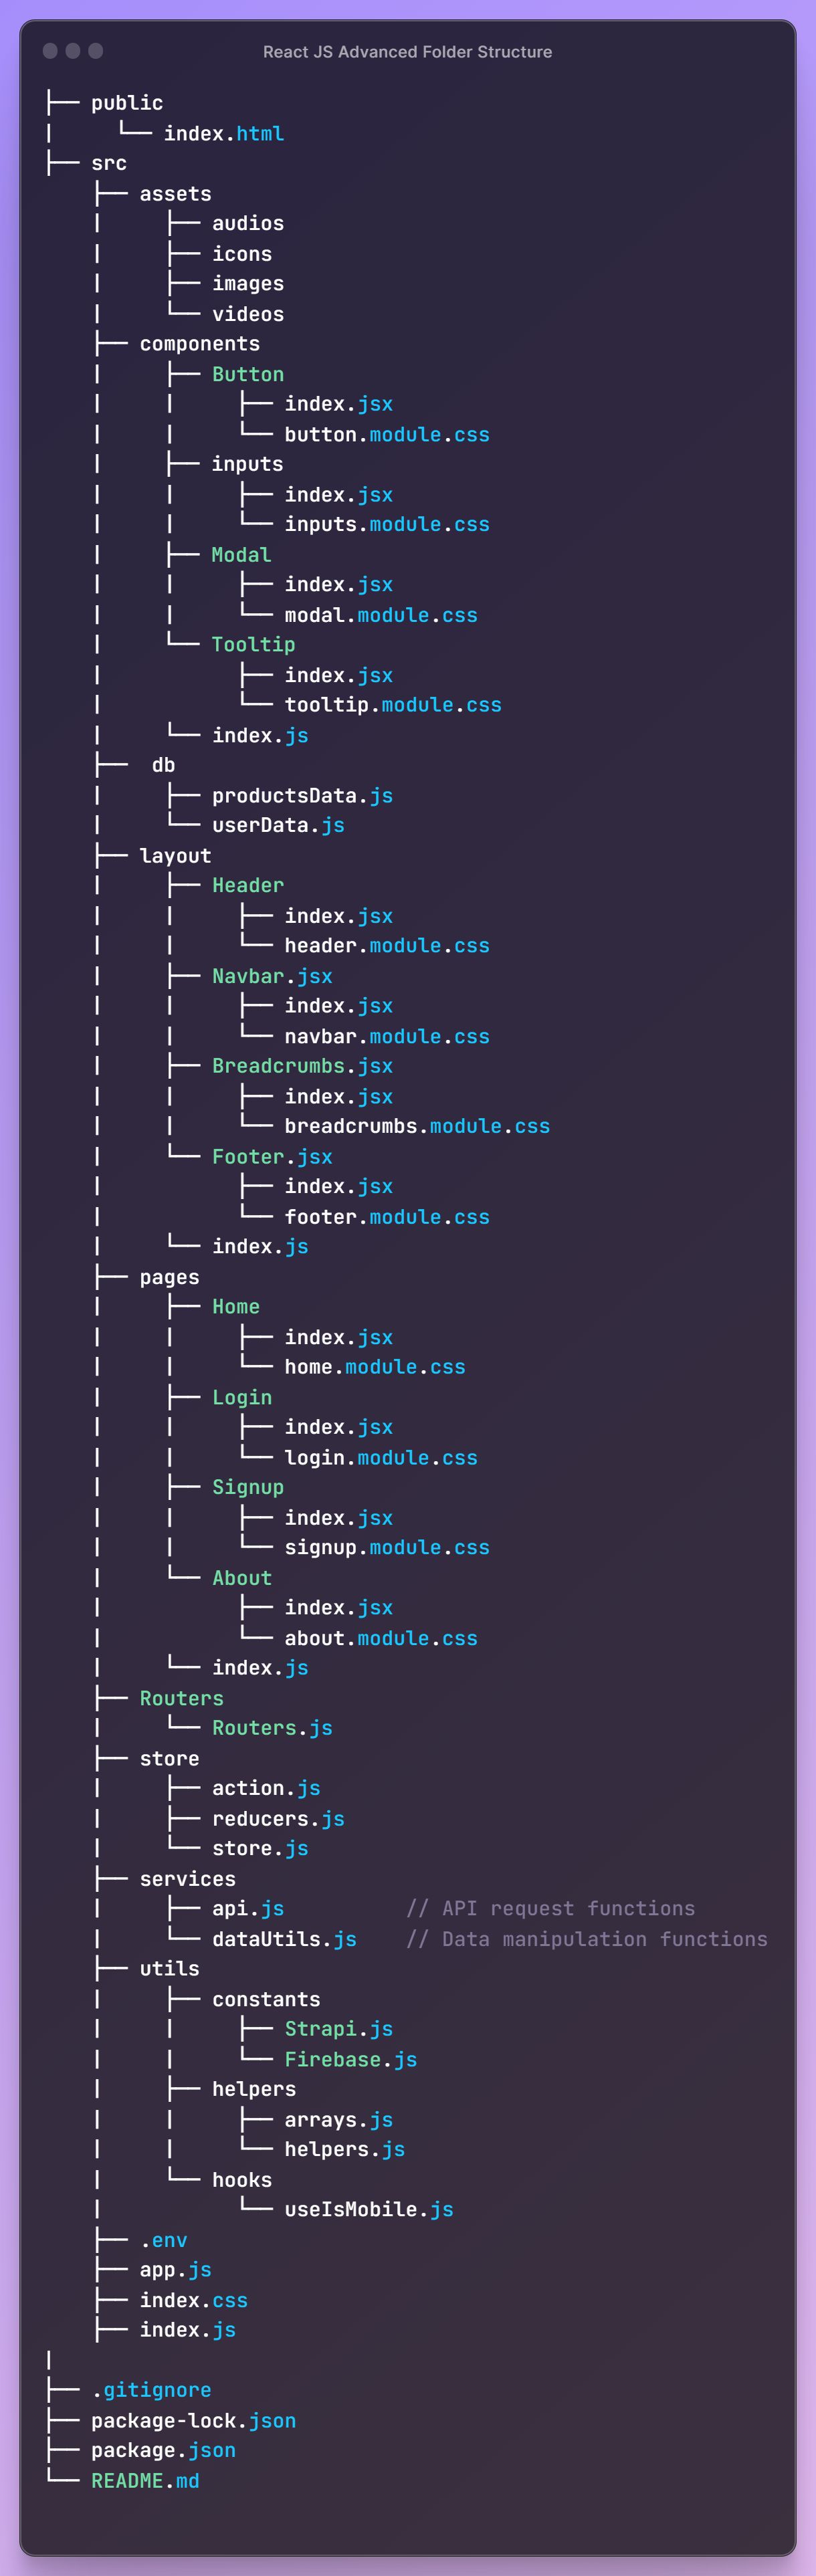 React JS Advanced Folder Structure
├── public
|     └── index.html
├── src
    ├── assets
    |     ├── audios
    |     ├── icons
    |     ├── images
    |     └── videos
    ├── components
    |     ├── Button
    |     |     ├── index.jsx
    |     |     └── button.module.css
    |     ├── inputs
    |     |     ├── index.jsx
    |     |     └── inputs.module.css
    |     ├── Modal
    |     |     ├── index.jsx
    |     |     └── modal.module.css
    |     └── Tooltip
    |           ├── index.jsx
    |           └── tooltip.module.css
    |     └── index.js
    ├──  db
    |     ├── productsData.js
    |     └── userData.js
    ├── layout
    |     ├── Header
    |     |     ├── index.jsx
    |     |     └── header.module.css
    |     ├── Navbar.jsx
    |     |     ├── index.jsx
    |     |     └── navbar.module.css
    |     ├── Breadcrumbs.jsx
    |     |     ├── index.jsx
    |     |     └── breadcrumbs.module.css
    |     └── Footer.jsx
    |           ├── index.jsx
    |           └── footer.module.css
    |     └── index.js
    ├── pages
    |     ├── Home
    |     |     ├── index.jsx
    |     |     └── home.module.css
    |     ├── Login
    |     |     ├── index.jsx
    |     |     └── login.module.css
    |     ├── Signup
    |     |     ├── index.jsx
    |     |     └── signup.module.css
    |     └── About
    |           ├── index.jsx
    |           └── about.module.css
    |     └── index.js
    ├── Routers
    |     └── Routers.js
    ├── store
    |     ├── action.js
    |     ├── reducers.js
    |     └── store.js
    ├── services
    |     ├── api.js          // API request functions
    |     └── dataUtils.js    // Data manipulation functions
    ├── utils
    |     ├── constants
    |     |     ├── Strapi.js
    |     |     └── Firebase.js
    |     ├── helpers
    |     |     ├── arrays.js
    |     |     └── helpers.js
    |     └── hooks
    |           └── useIsMobile.js
    ├── .env
    ├── app.js
    ├── index.css
    ├── index.js
|
├── .gitignore
├── package-lock.json
├── package.json
└── README.md